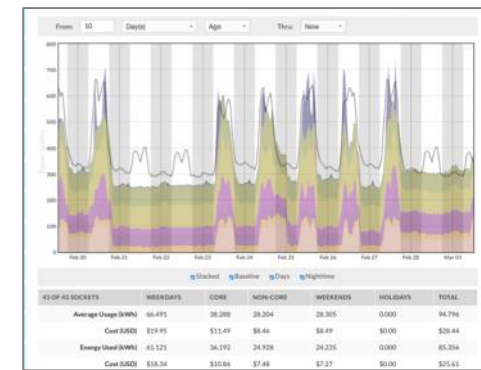 From: 10 Day(s) Ago Thru: Now
800
700
600
500
400
300
200
100
0
Feb 20 Feb 21 Feb 22 Feb 23 Feb 24 Feb 25 Feb 26 Feb 27 Feb 28 Mar 01
Stacked Baseline Days Nighttime
43 OF 43 SOCKETS WEEKDAYS CORE NON-CORE WEEKENDS HOLIDAYS TOTAL
Average Usage (kWh) 66.491 38.288 28.204 28.305 0.000 94.796
Cost (USD) $19.95 $11.49 $8.46 $8.49 $0.00 $28.44
Energy Used (kWh) 61.121 36.192 24.928 24.235 0.000 85.356
Cost (USD) $18.34 $10.86 $7.48 $7.27 $0.00 $25.61